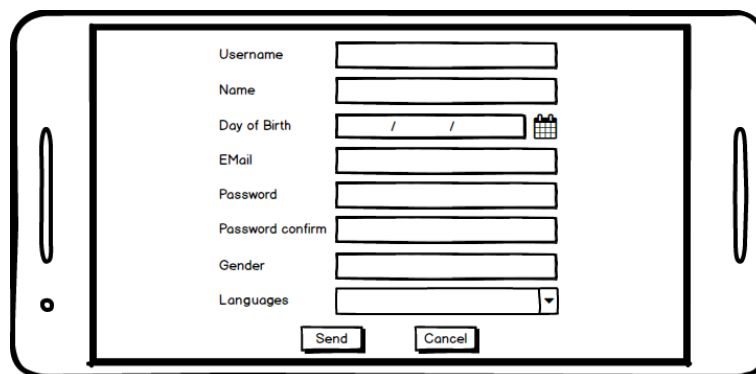 Username
Name
Day of Birth / /
EMail
Password
Password confirm
Gender
Languages
Send Cancel